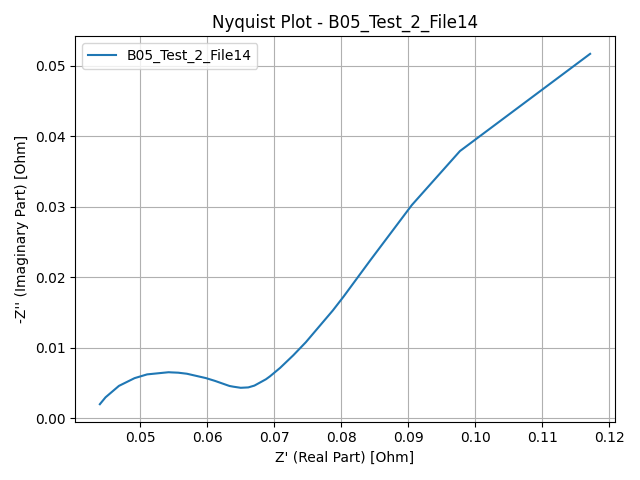 Nyquist Plot - B05_Test_2_File14
B05_Test_2_File14
-Z'' (Imaginary Part) [Ohm]
0.05
0.04
0.03
0.02
0.01
0.00
0.05 0.06 0.07 0.08 0.09 0.10 0.11 0.12
Z' (Real Part) [Ohm]